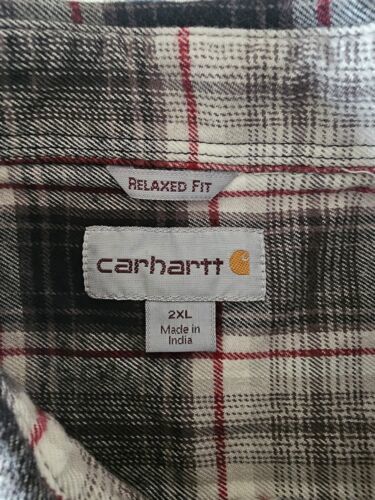 RELAXED FIT
carhartt
2XL
Made in
India